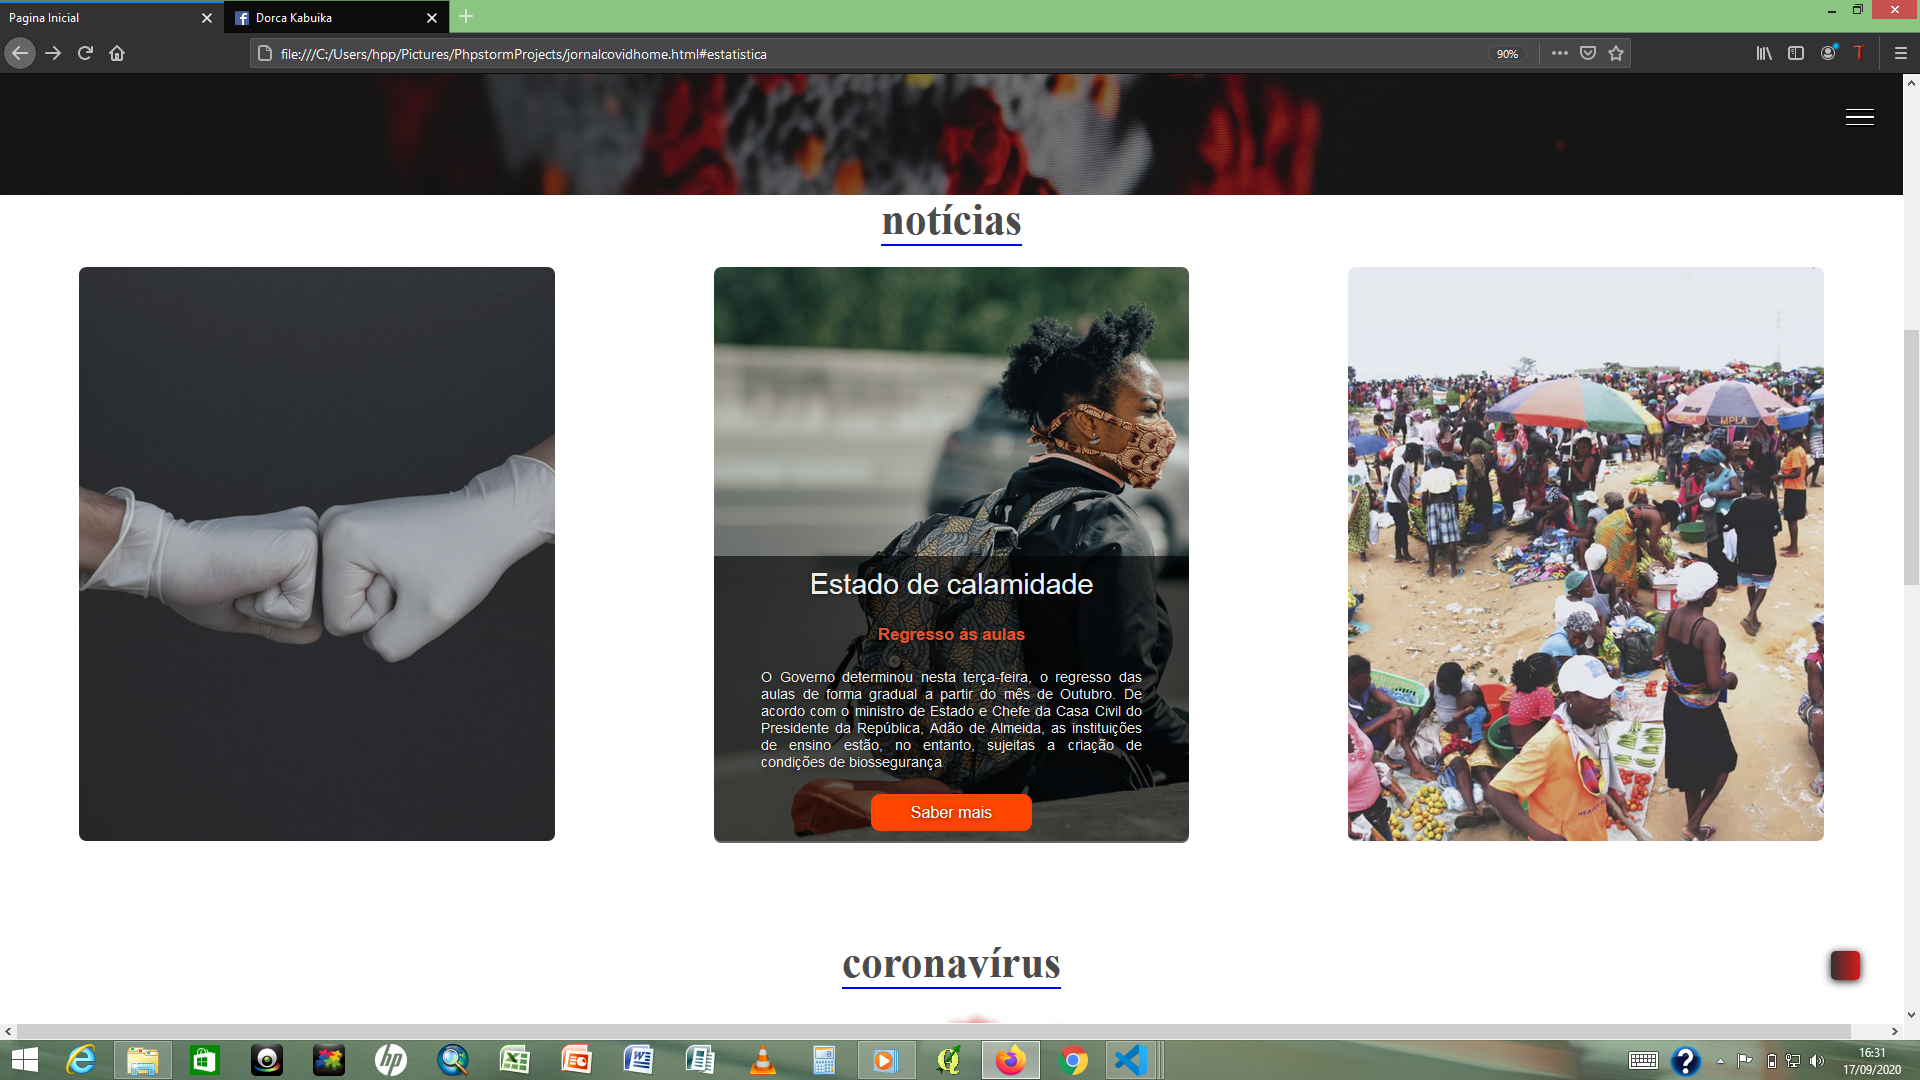 Pagina Inicial
Dorca Kabuika
file:///C:/Users/hpp/Pictures/PhpstormProjects/jornalcovidhome.html#estatistica
90%
notícias
MPLA
Estado de calamidade
Regresso ás aulas
O Governo determinou nesta terça-feira, o regresso das
aulas de forma gradual a partir do mês de Outubro. De
acordo com o ministro de Estado e Chefe da Casa Civil do
Presidente da República, Adão de Almeida, as instituições
de ensino estão, no entanto, sujeitas a criação de
condições de biossegurança
Saber mais
coronavírus
16:31
17/09/2020